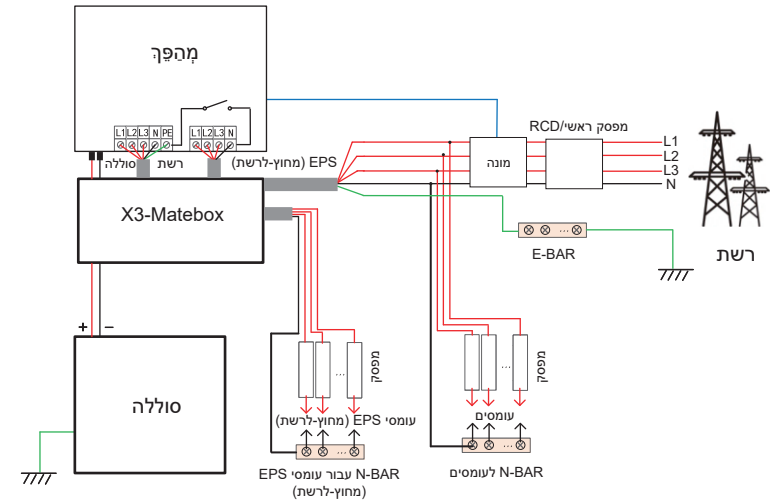 מְהַפֵּךְ
L1 L2 L3 N PE
L1 L2 L3 N
סוללה
רשת
EPS (מחוץ-לרשת)
מפסק ראשי/RCD
מונה
L1
L2
L3
N
X3-Matebox
E-BAR
רשת
+ –
סוללה
...
מפסק
...
מפסק
עומסי EPS (מחוץ-לרשת)
עומסים
...
...
...
N-BAR עבור עומסי EPS
(מחוץ-לרשת)
N-BAR לעומסים